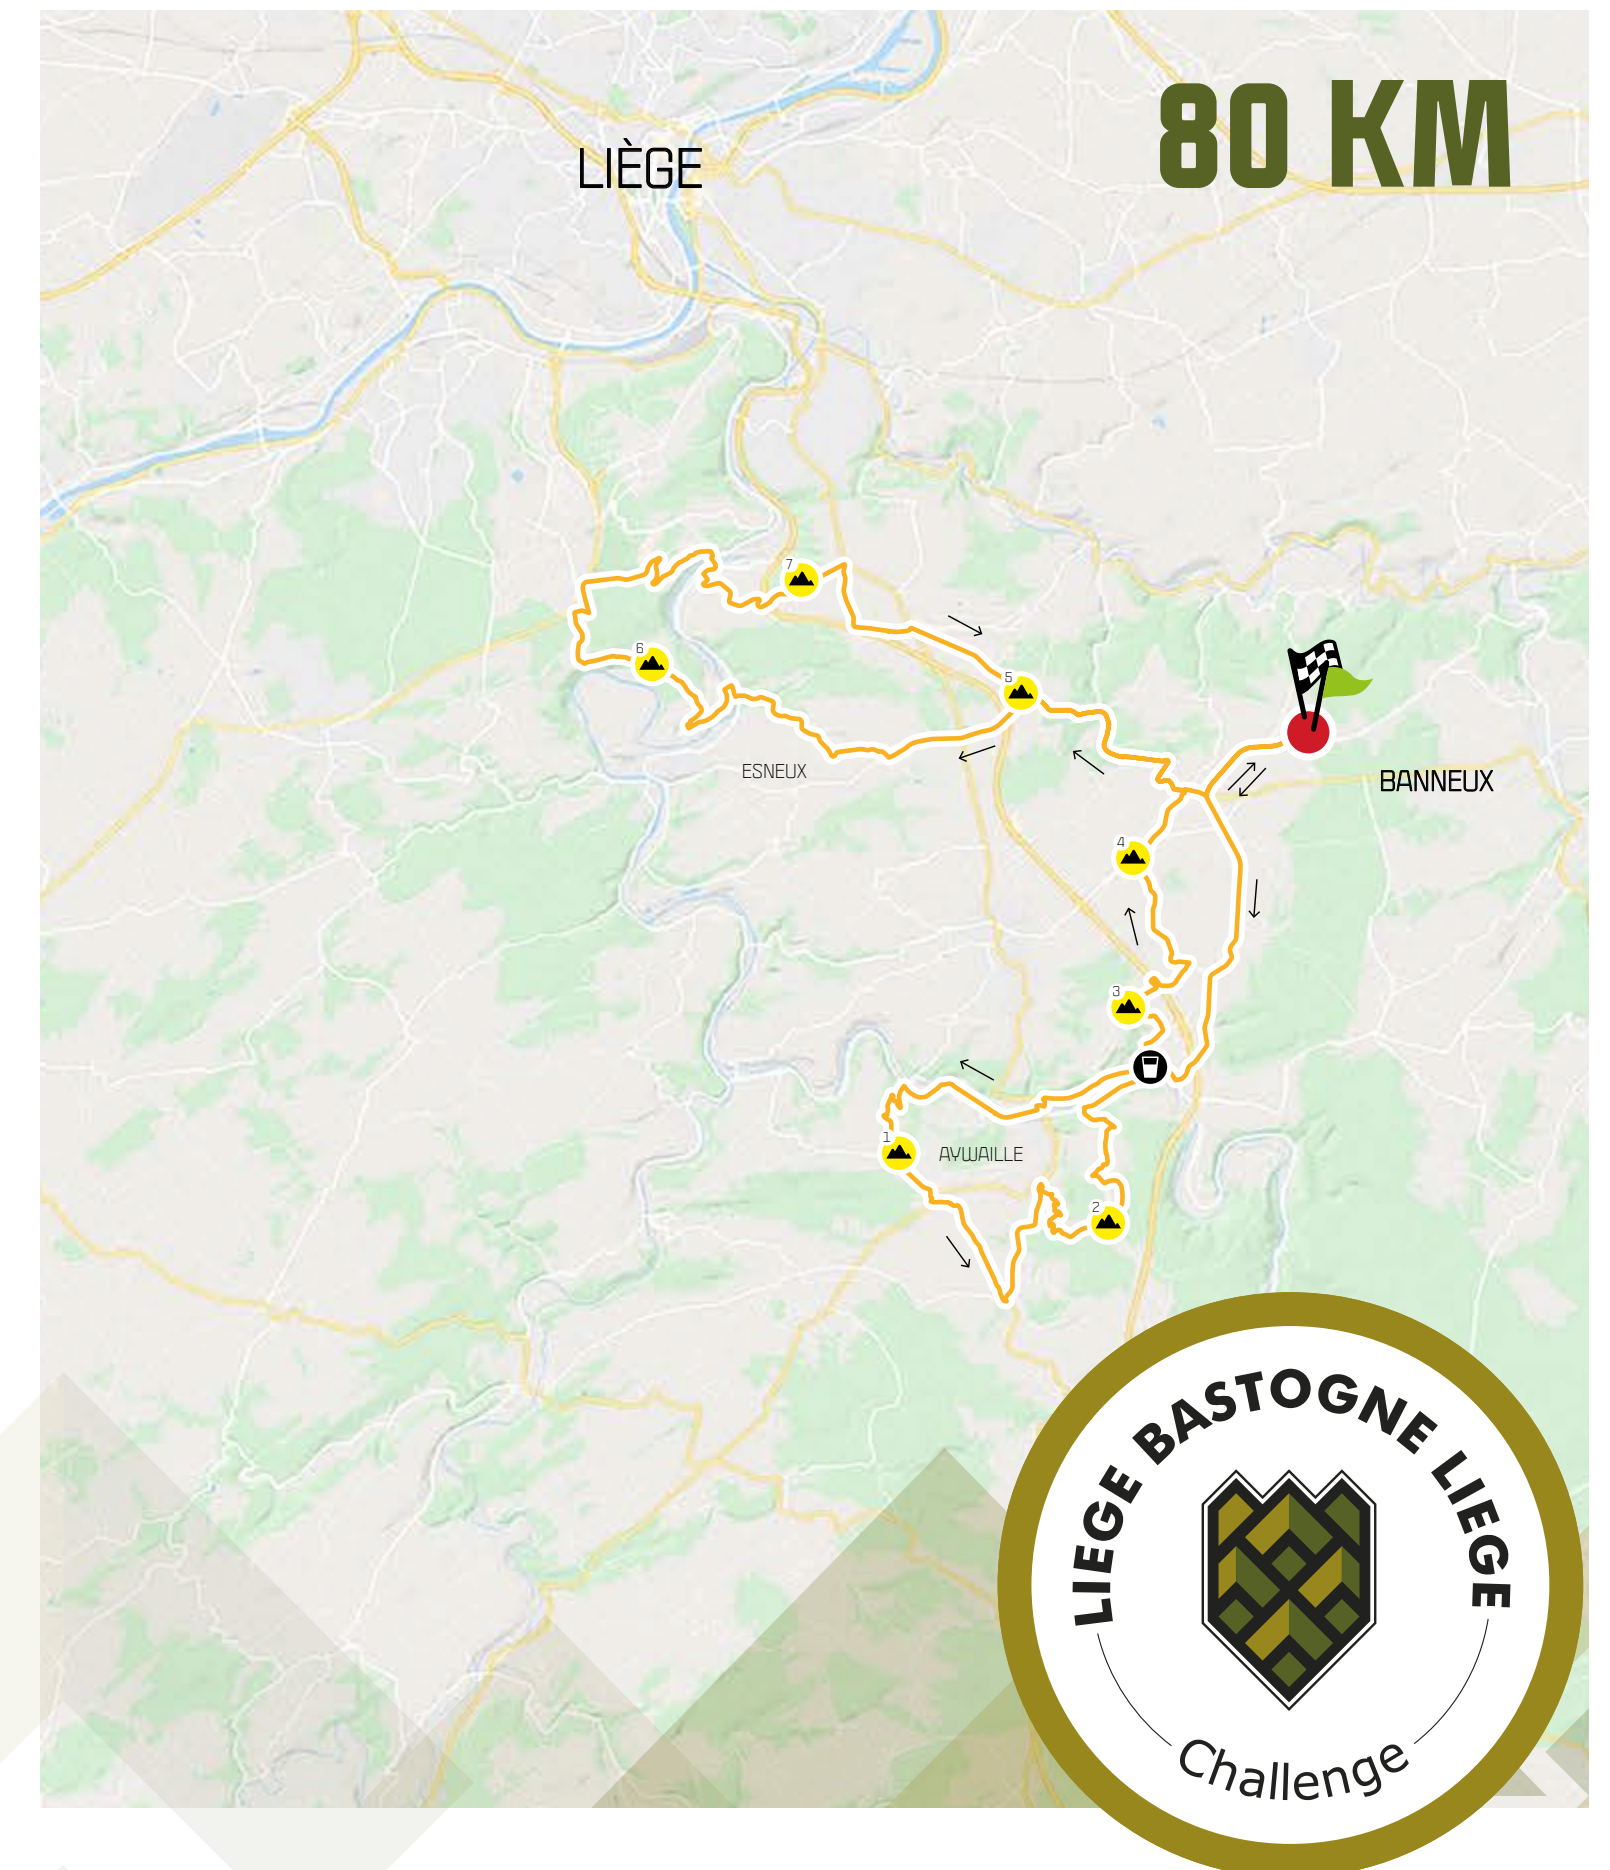 80 KM
LIÈGE
7
6
5
ESNEUX
BANNEUX
4
3
1
AYWAILLE
2
LIEGE BASTOGNE LIEGE
Challenge